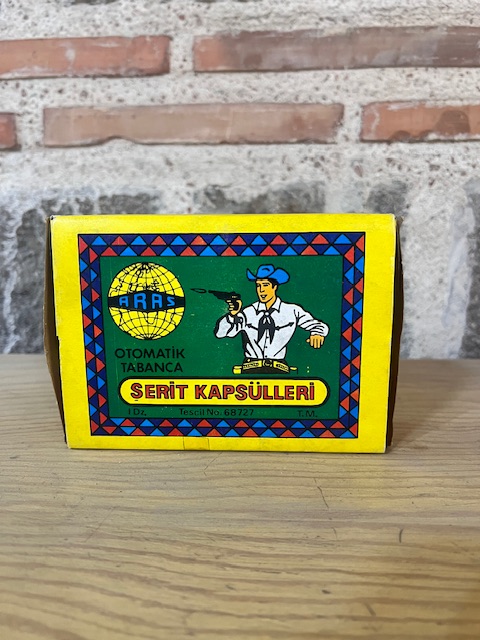 ARAS
OTOMATİK
TABANCA
ŞERİT KAPSÜLLERİ
1 Dz. Tescil No. 68727 T.M.